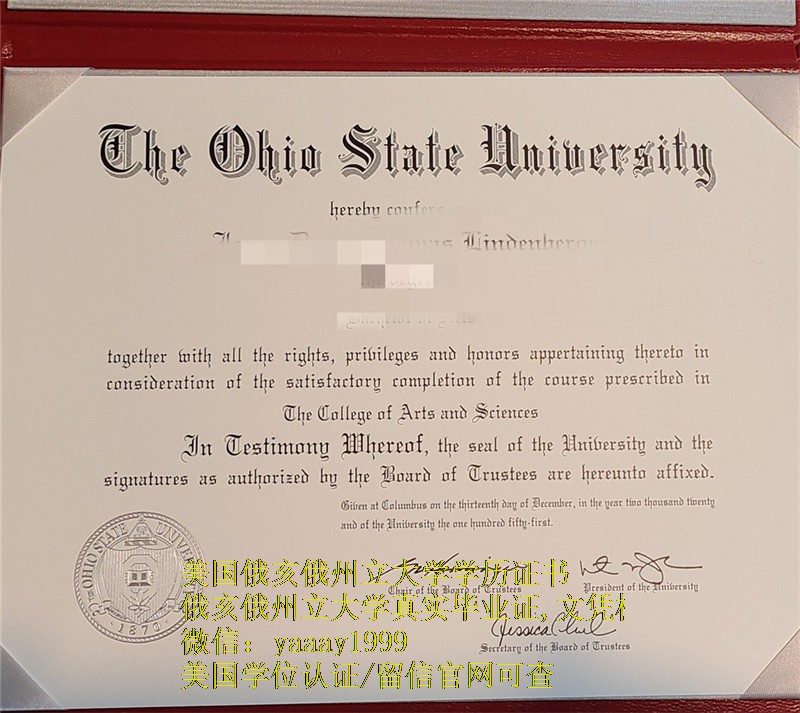 The Ohio State University
hereby confers
Lindenberger
together with all the rights, privileges and honors appertaining thereto in
consideration of the satisfactory completion of the course prescribed in
The College of Arts and Sciences
In Testimony Whereof, the seal of the University and the
signatures as authorized by the Board of Trustees are hereunto affixed.
Given at Columbus on the thirteenth day of December, in the year two thousand twenty
and of the University the one hundred fifty-first.
THE OHIO STATE UNIVERSITY
1870
Chair of the Board of Trustees
President of the University
Jessica
Secretary of the Board of Trustees
美国俄亥俄州立大学学历证书
俄亥俄州立大学真实毕业证,文凭
微信：yaaay1999
美国学位认证/留信官网可查